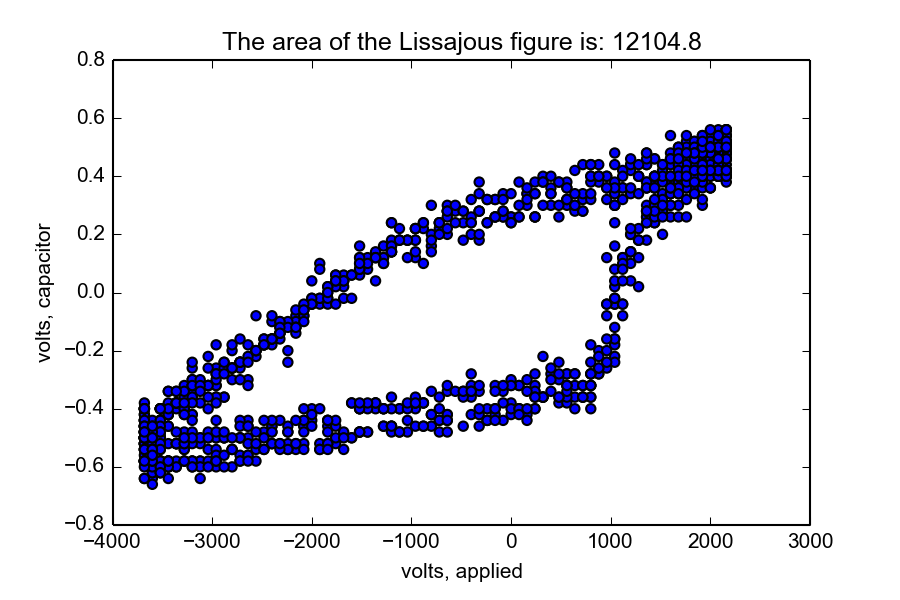 The area of the Lissajous figure is: 12104.8
0.8
0.6
0.4
0.2
0.0
−0.2
−0.4
−0.6
−0.8
volts, capacitor
−4000 −3000 −2000 −1000 0 1000 2000 3000
volts, applied